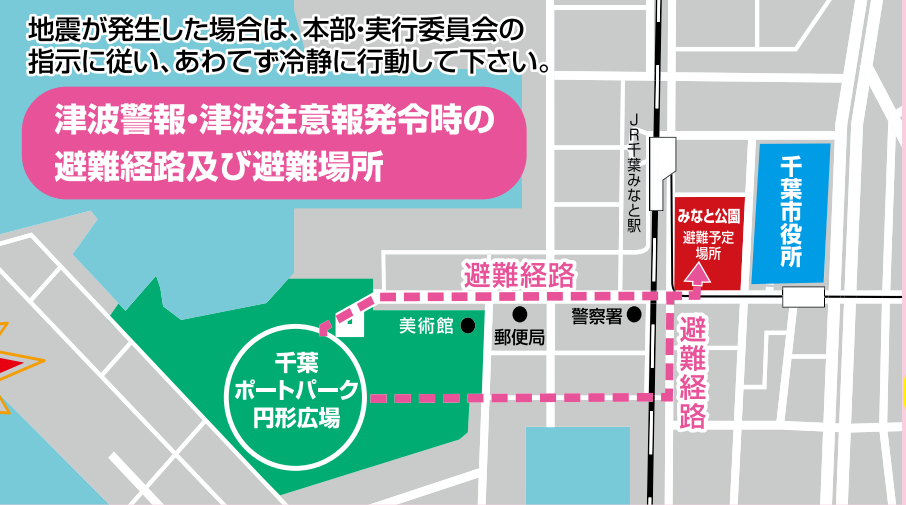 地震が発生した場合は、本部・実行委員会の
指示に従い、あわてず冷静に行動して下さい。
津波警報・津波注意報発令時の
避難経路及び避難場所
JR千葉みなと駅
みなと公園
避難予定
場所
千葉市役所
避難経路
美術館
郵便局
警察署
避難経路
千葉
ポートパーク
円形広場